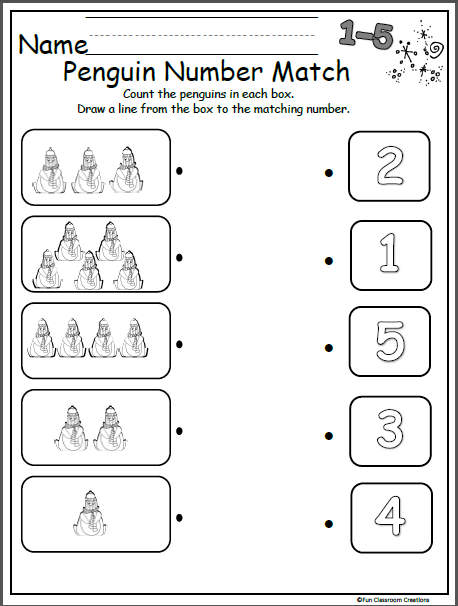 1-5
Name
Penguin Number Match
Count the penguins in each box.
Draw a line from the box to the matching number.
2
1
5
3
4
©Fun Classroom Creations